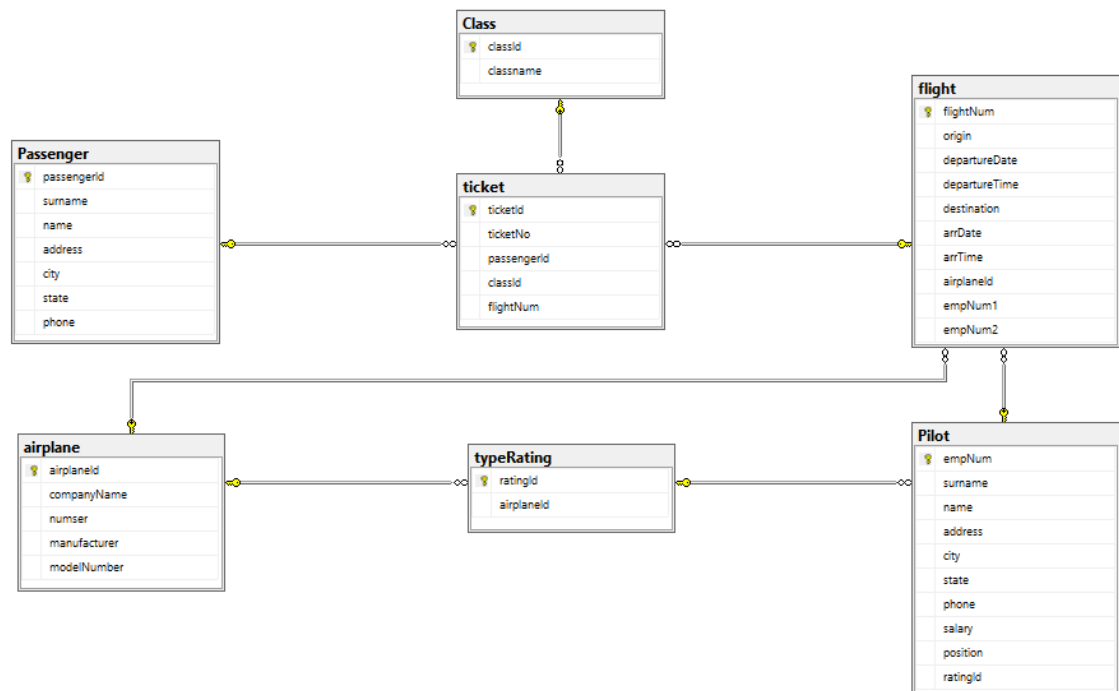 Class
classId
classname
flight
flightNum
origin
departureDate
departureTime
destination
arrDate
arrTime
airplaneId
empNum1
empNum2
Passenger
passengerId
surname
name
address
city
state
phone
ticket
ticketId
ticketNo
passengerId
classId
flightNum
airplane
airplaneId
companyName
numser
manufacturer
modelNumber
typeRating
ratingId
airplaneId
Pilot
empNum
surname
name
address
city
state
phone
salary
position
ratingId